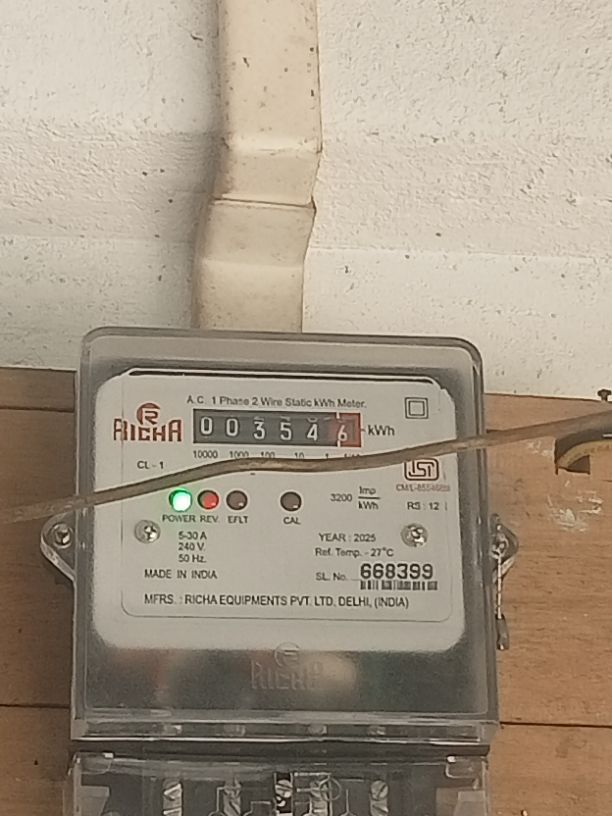 A.C. 1 Phase 2 Wire Static kWh Meter.
R
RICHA
0 0 3 5 4 6 kWh
10000 1000 100 10 1
CL - 1
ISI
3200 Imp/kWh
RS : 12
POWER REV. EFLT CAL
5-30 A
240 V.
50 Hz.
YEAR : 2025
Ref. Temp. - 27°C
MADE IN INDIA
SL. No. 668399
MFRS. : RICHA EQUIPMENTS PVT. LTD. DELHI, (INDIA)
R
RICHA